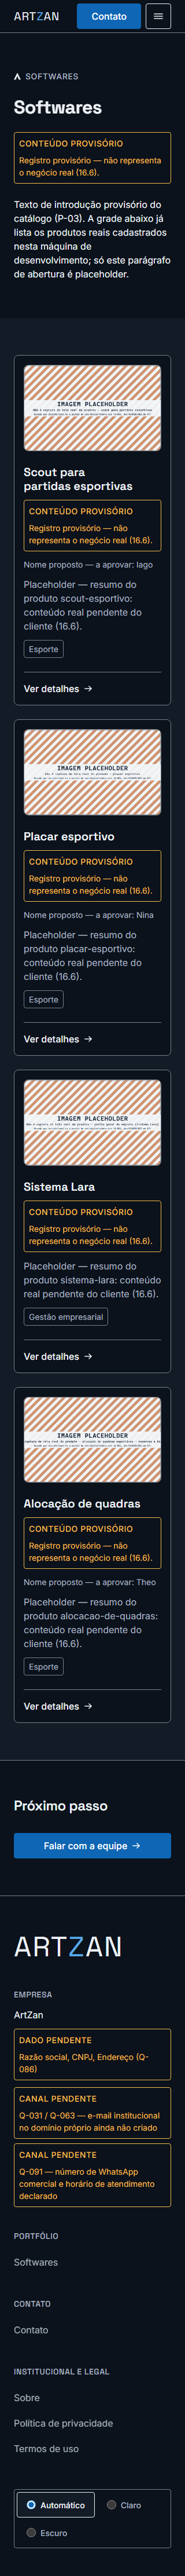 ARTZAN
Contato
SOFTWARES
Softwares
CONTEÚDO PROVISÓRIO
Registro provisório — não representa
o negócio real (16.6).
Texto de introdução provisório do
catálogo (P-03). A grade abaixo já
lista os produtos reais cadastrados
nesta máquina de
desenvolvimento; só este parágrafo
de abertura é placeholder.
IMAGEM PLACEHOLDER
Scout para
partidas esportivas
CONTEÚDO PROVISÓRIO
Registro provisório — não
representa o negócio real (16.6).
Nome proposto — a aprovar: Iago
Placeholder — resumo do
produto scout-esportivo:
conteúdo real pendente do
cliente (16.6).
Esporte
Ver detalhes →
IMAGEM PLACEHOLDER
Placar esportivo
CONTEÚDO PROVISÓRIO
Registro provisório — não
representa o negócio real (16.6).
Nome proposto — a aprovar: Nina
Placeholder — resumo do
produto placar-esportivo:
conteúdo real pendente do
cliente (16.6).
Esporte
Ver detalhes →
IMAGEM PLACEHOLDER
Sistema Lara
CONTEÚDO PROVISÓRIO
Registro provisório — não
representa o negócio real (16.6).
Placeholder — resumo do
produto sistema-lara: conteúdo
real pendente do cliente (16.6).
Gestão empresarial
Ver detalhes →
IMAGEM PLACEHOLDER
Alocação de quadras
CONTEÚDO PROVISÓRIO
Registro provisório — não
representa o negócio real (16.6).
Nome proposto — a aprovar: Theo
Placeholder — resumo do
produto alocacao-de-quadras:
conteúdo real pendente do
cliente (16.6).
Esporte
Ver detalhes →
Próximo passo
Falar com a equipe →
ARTZAN
EMPRESA
ArtZan
DADO PENDENTE
Razão social, CNPJ, Endereço (Q-
086)
CANAL PENDENTE
Q-031 / Q-063 — e-mail institucional
no domínio próprio ainda não criado
CANAL PENDENTE
Q-091 — número de WhatsApp
comercial e horário de atendimento
declarado
PORTFÓLIO
Softwares
CONTATO
Contato
INSTITUCIONAL E LEGAL
Sobre
Política de privacidade
Termos de uso
Automático
Claro
Escuro